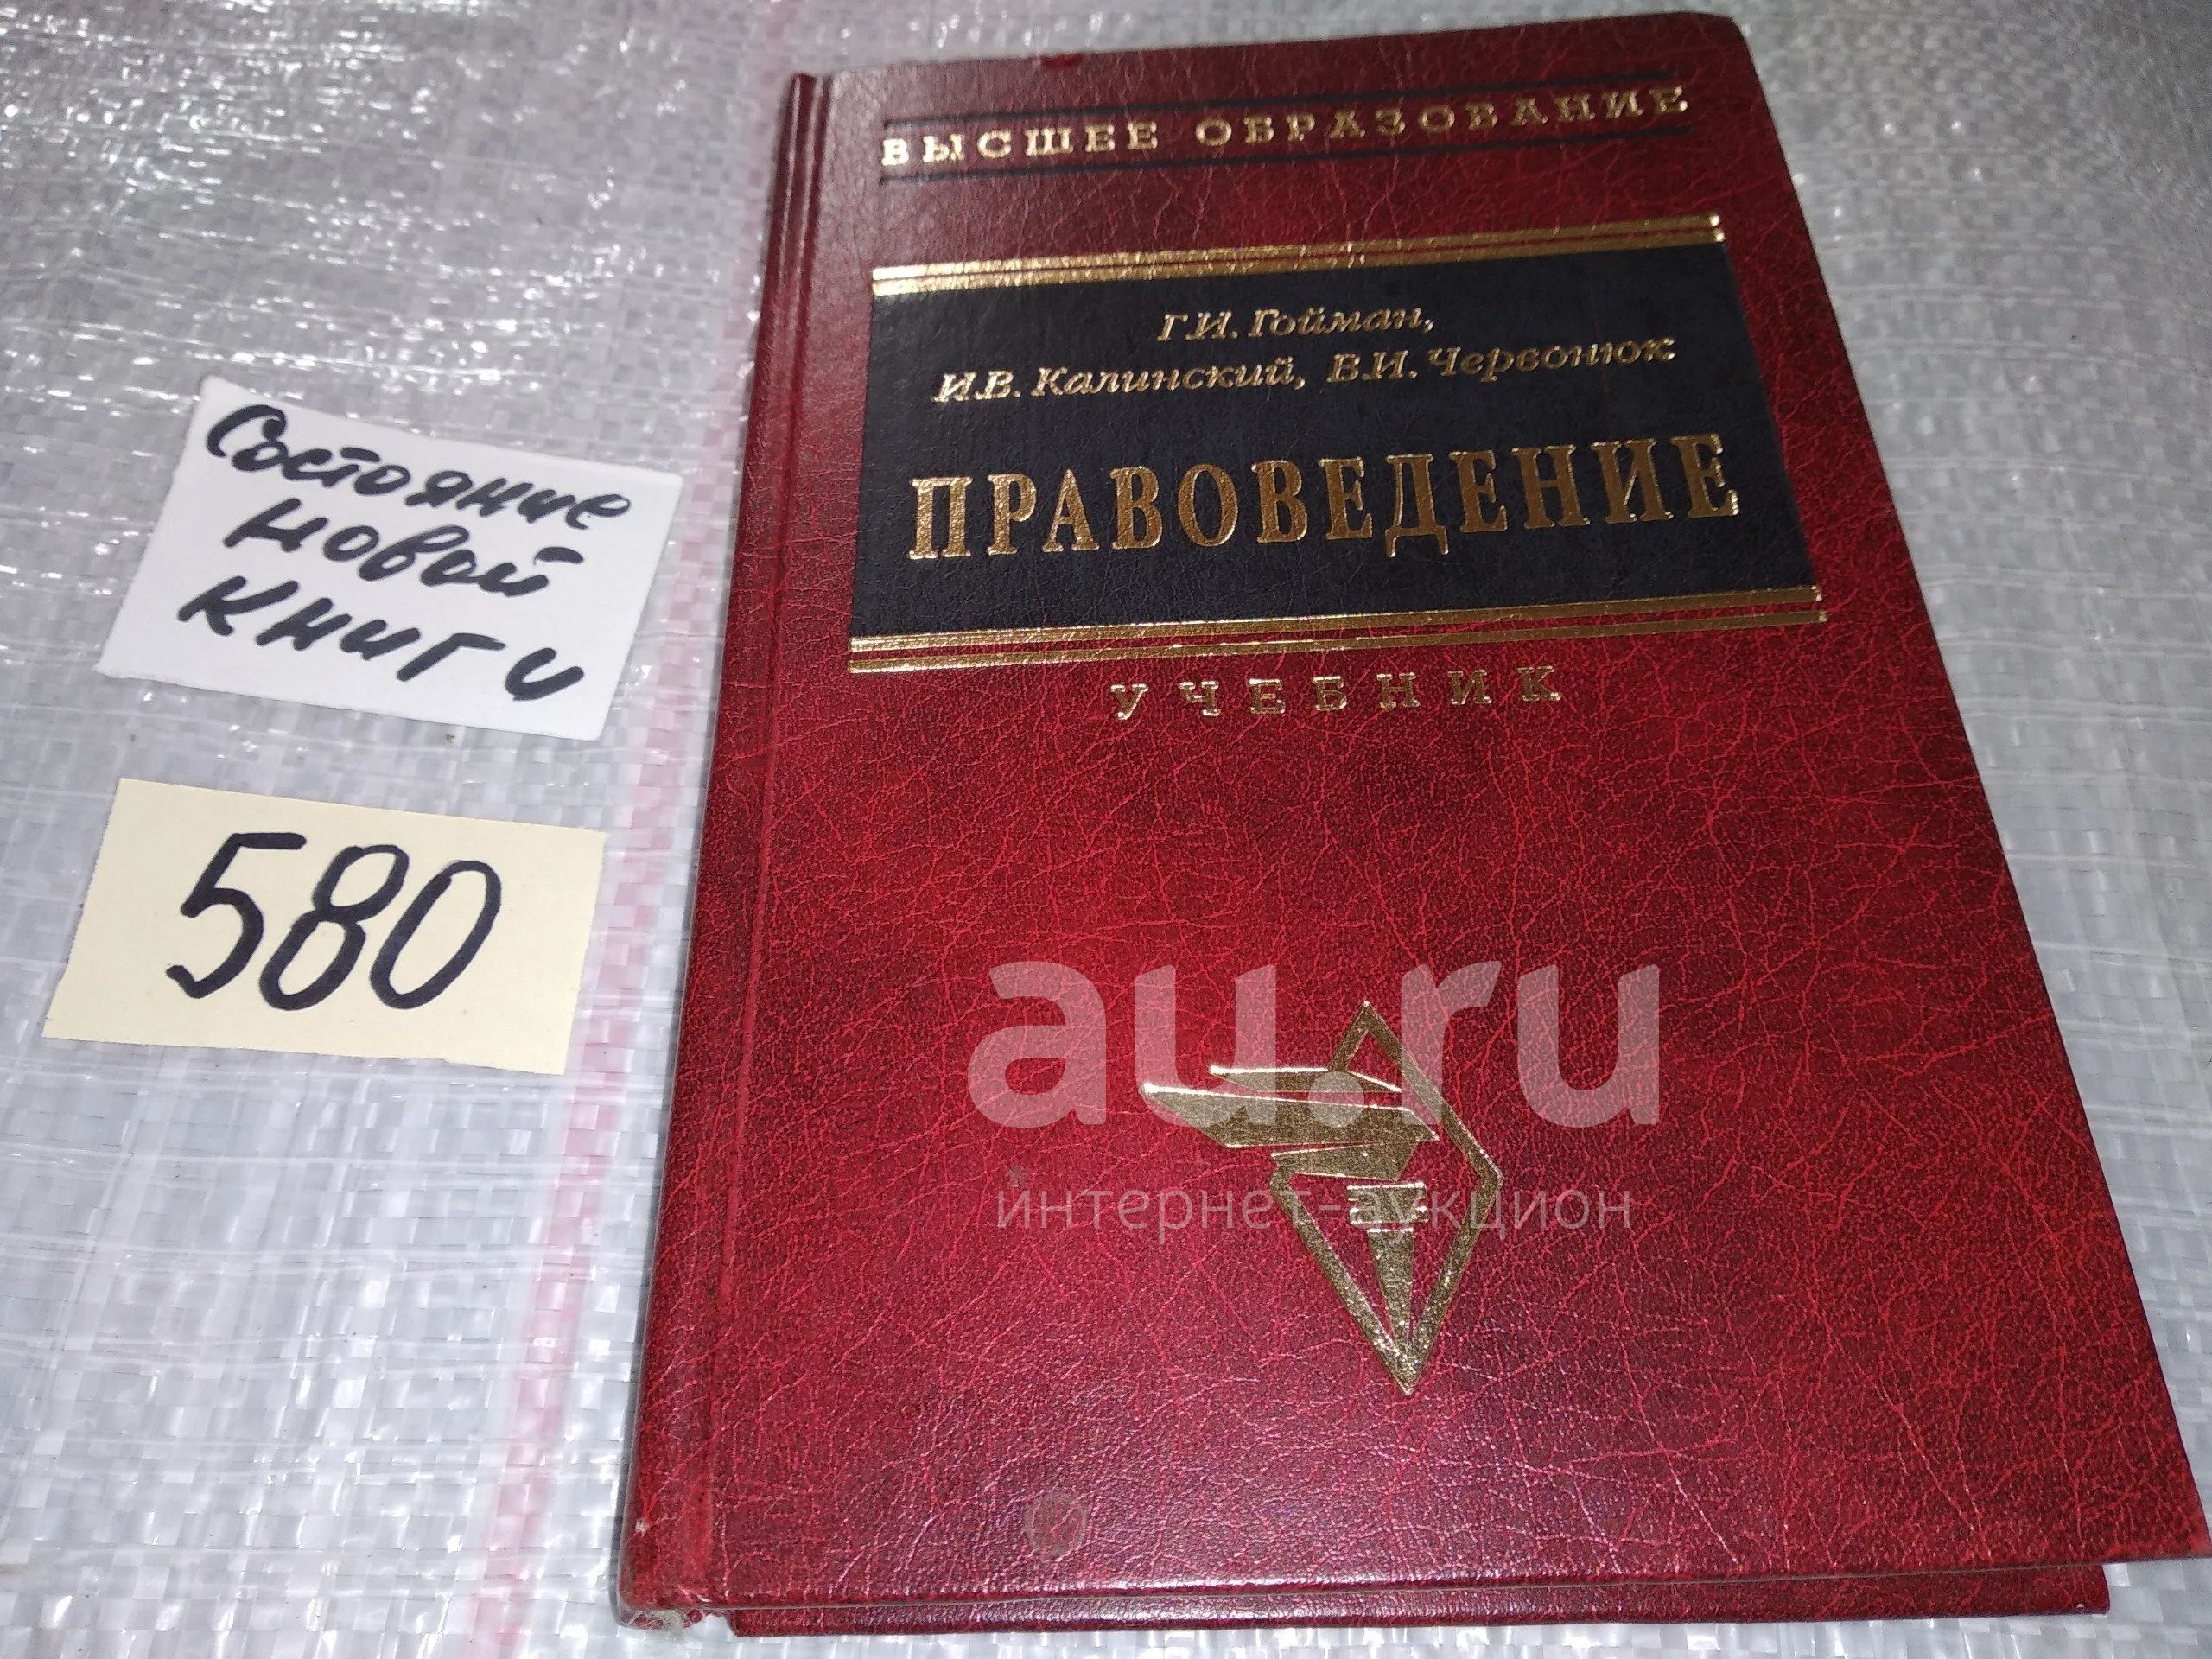 ВЫСШЕЕ ОБРАЗОВАНИЕ
Г.И. Гойман,
И.В. Калинский, В.И. Червонюк
ПРАВОВЕДЕНИЕ
УЧЕБНИК
Состояние
новой
книги
580
au.ru
интернет-аукцион